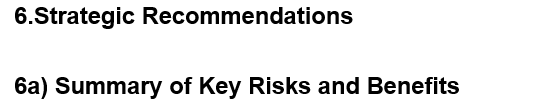 6.Strategic Recommendations
6a) Summary of Key Risks and Benefits